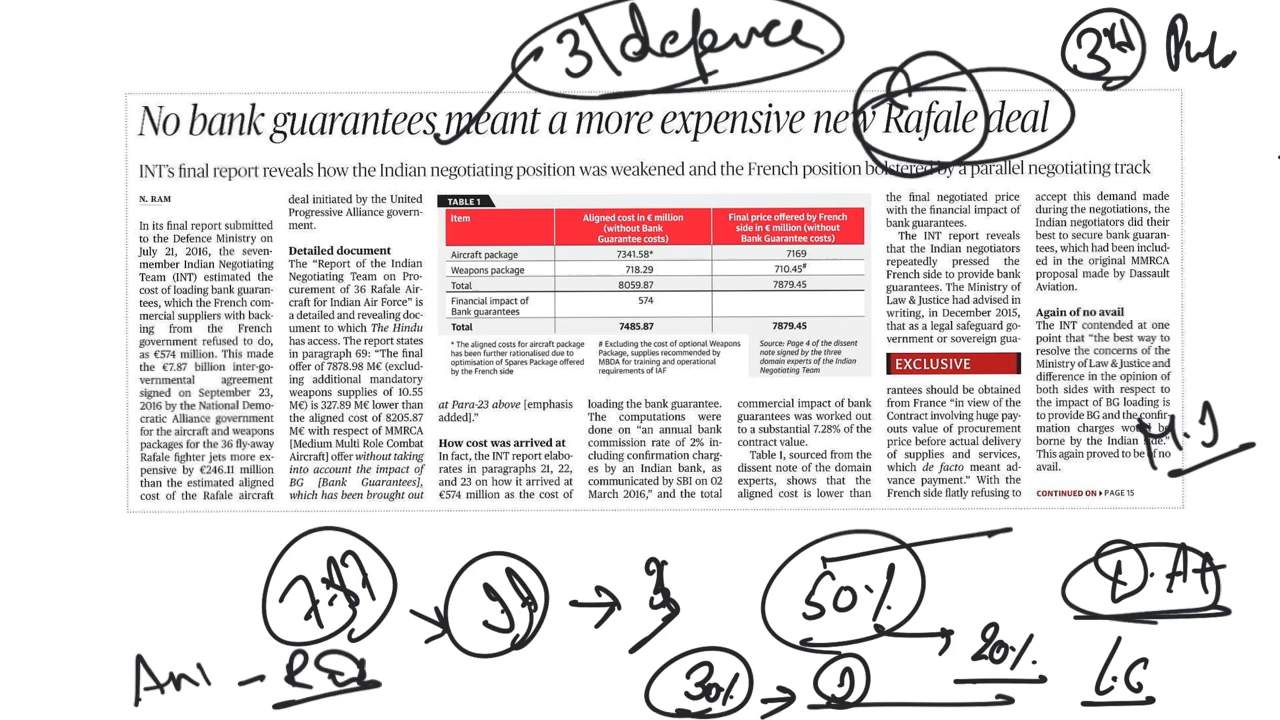 3 defence
3rd
No bank guarantees meant a more expensive new Rafale deal
INT's final report reveals how the Indian negotiating position was weakened and the French position bolstered by a parallel negotiating track
N. RAM
In its final report submitted
to the Defence Ministry on
July 21, 2016, the seven-
member Indian Negotiating
Team (INT) estimated the
cost of loading bank guaran-
tees, which the French com-
mercial suppliers with back-
ing from the French
government refused to do,
as €574 million. This made
the €7.87 billion inter-go-
vernmental agreement
signed on September 23,
2016 by the National Demo-
cratic Alliance government
for the aircraft and weapons
packages for the 36 fly-away
Rafale fighter jets more ex-
pensive by €246.11 million
than the estimated aligned
cost of the Rafale aircraft
deal initiated by the United
Progressive Alliance govern-
ment.
Detailed document
The "Report of the Indian
Negotiating Team on Pro-
curement of 36 Rafale Air-
craft for Indian Air Force" is
a detailed and revealing doc-
ument to which The Hindu
has access. The report states
in paragraph 69: "The final
offer of 7878.98 M€ (exclud-
ing additional mandatory
weapons supplies of 10.55
M€) is 327.89 M€ lower than
the aligned cost of 8205.87
M€ with respect of MMRCA
[Medium Multi Role Combat
Aircraft] offer without taking
into account the impact of
BG [Bank Guarantees],
which has been brought out
TABLE 1
Item Aligned cost in € million (without Bank Guarantee costs) Final price offered by French side in € million (without Bank Guarantee costs)
Aircraft package 7341.58* 7169
Weapons package 718.29 710.45#
Total 8059.87 7879.45
Financial impact of Bank guarantees 574
Total 7485.87 7879.45
* The aligned costs for aircraft package
have been further rationalised due to
optimisation of Spares Package offered
by the French side
# Excluding the cost of optional Weapons
Package, supplies recommended by
MBDA for training and operational
requirements of IAF
Source: Page 4 of the dissent
note signed by the three
domain experts of the Indian
Negotiating Team
at Para-23 above [emphasis
added]."
How cost was arrived at
In fact, the INT report elabo-
rates in paragraphs 21, 22,
and 23 on how it arrived at
€574 million as the cost of
loading the bank guarantee.
The computations were
done on "an annual bank
commission rate of 2% in-
cluding confirmation charg-
es by an Indian bank, as
communicated by SBI on 02
March 2016," and the total
commercial impact of bank
guarantees was worked out
to a substantial 7.28% of the
contract value.
Table 1, sourced from the
dissent note of the domain
experts, shows that the
aligned cost is lower than
the final negotiated price
with the financial impact of
bank guarantees.
The INT report reveals
that the Indian negotiators
repeatedly pressed the
French side to provide bank
guarantees. The Ministry of
Law & Justice had advised in
writing, in December 2015,
that as a legal safeguard go-
vernment or sovereign gua-
EXCLUSIVE
rantees should be obtained
from France "in view of the
Contract involving huge pay-
outs value of procurement
price before actual delivery
of supplies and services,
which de facto meant ad-
vance payment." With the
French side flatly refusing to
accept this demand made
during the negotiations, the
Indian negotiators did their
best to secure bank guaran-
tees, which had been includ-
ed in the original MMRCA
proposal made by Dassault
Aviation.
Again of no avail
The INT contended at one
point that "the best way to
resolve the concerns of the
Ministry of Law & Justice and
difference in the opinion of
both sides with respect to
the impact of BG loading is
to provide BG and the confir-
mation charges would be
borne by the Indian side."
This again proved to be of no
avail.
CONTINUED ON PAGE 15
7.87
50%
20%
30%
D.AA
L.C